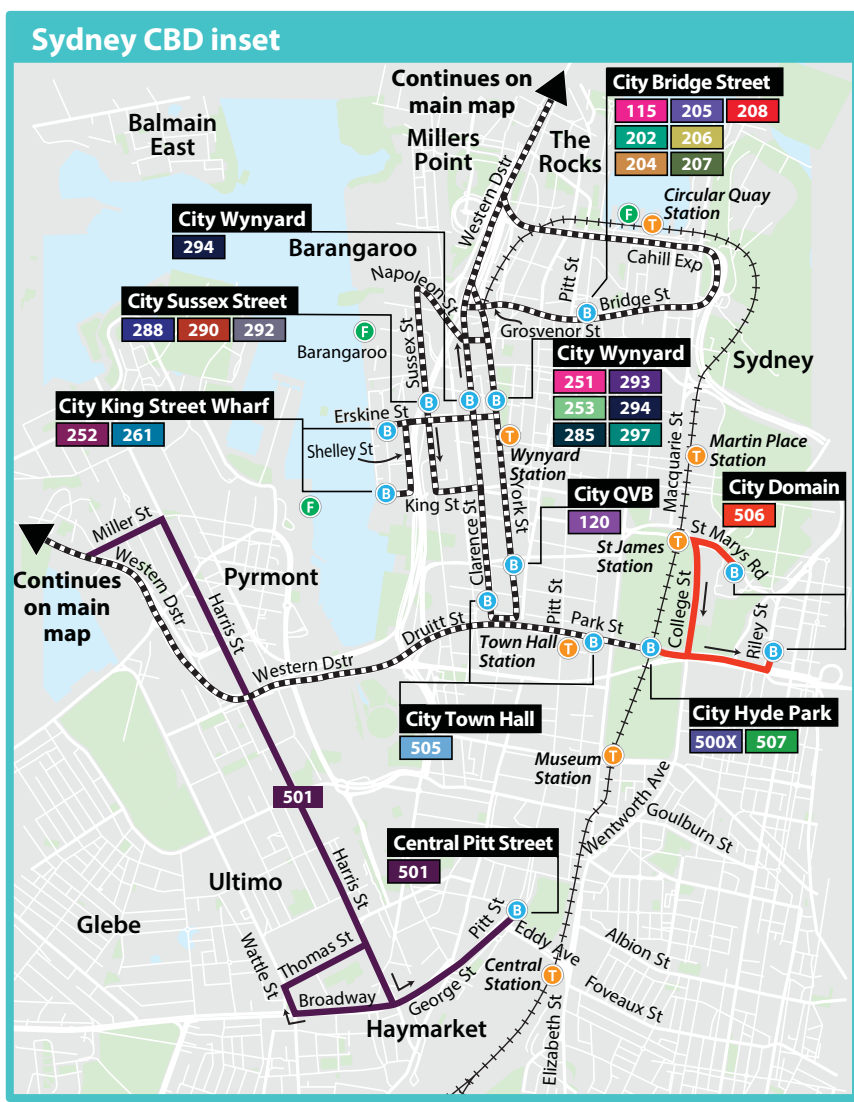 Sydney CBD inset
Continues on
main map
City Bridge Street
115 205 208
202 206
204 207
Balmain
East
Millers
Point
The
Rocks
Western Dstr
Circular Quay
Station
F
T
City Wynyard
294
Barangaroo
Cahill Exp
Napoleon St
Pitt St
Bridge St
B
Grosvenor St
City Sussex Street
288 290 292
F
Barangaroo
Sussex St
City Wynyard
251 293
253 294
285 297
Sydney
City King Street Wharf
252 261
Erskine St
B
B
B
B
Shelley St
T
Wynyard
Station
Macquarie St
T
Martin Place
Station
B
King St
F
Clarence St
York St
City QVB
120
City Domain
506
Miller St
St James
Station
T
St Marys Rd
B
B
Continues
on main
map
Western Dstr
Pyrmont
Harris St
B
Pitt St
College St
Riley St
Druitt St
Park St
Town Hall
Station
T
B
B
B
Western Dstr
City Town Hall
505
City Hyde Park
500X 507
Museum
Station
T
Wentworth Ave
Goulburn St
501
Central Pitt Street
501
Harris St
Ultimo
Glebe
Pitt St
B
Eddy Ave
Albion St
Wattle St
Thomas St
Central
Station
T
Broadway
George St
Foveaux St
Haymarket
Elizabeth St